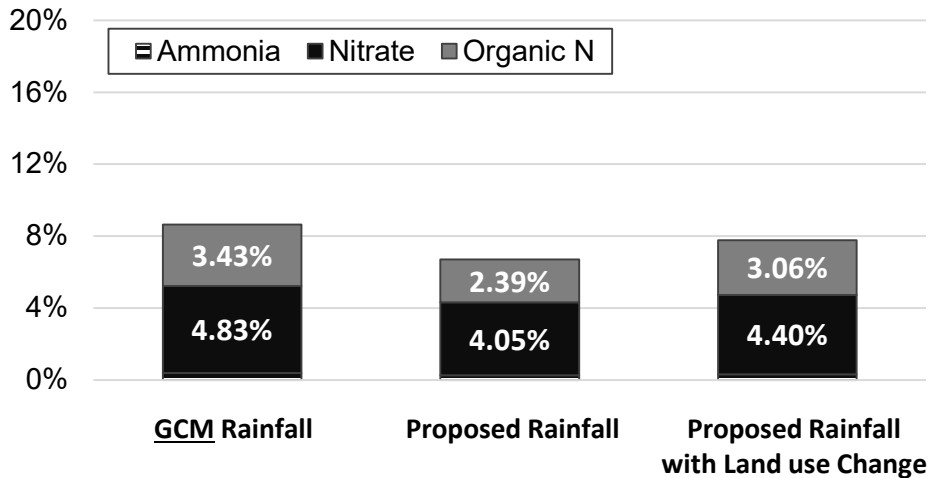 20%
Ammonia Nitrate Organic N
16%
12%
8%
3.43% 2.39% 3.06%
4%
4.83% 4.05% 4.40%
0%
GCM Rainfall Proposed Rainfall Proposed Rainfall
with Land use Change